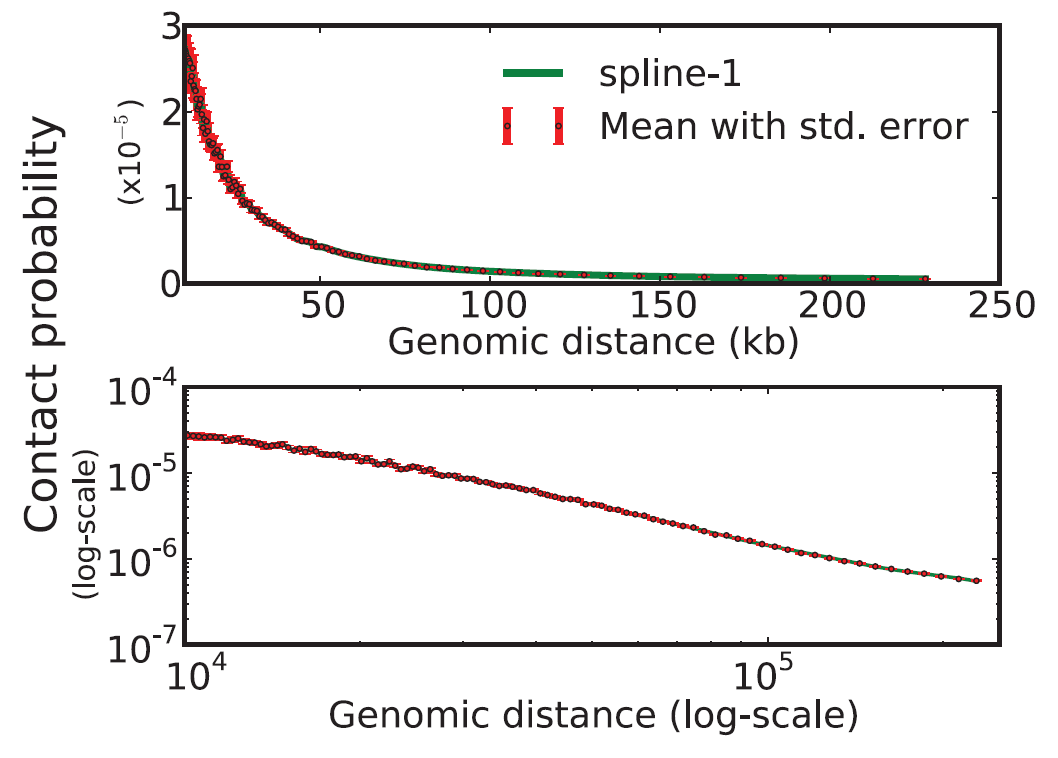 Contact probability
(x10⁻⁵)
3
2
1
0
spline-1
Mean with std. error
50 100 150 200 250
Genomic distance (kb)
(log-scale)
10⁻⁴
10⁻⁵
10⁻⁶
10⁻⁷
10⁴ 10⁵
Genomic distance (log-scale)